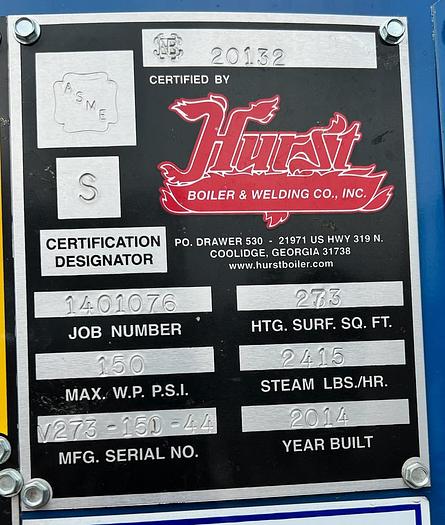 NB 20132
ASME
CERTIFIED BY
Hurst
BOILER & WELDING CO., INC.
S
CERTIFICATION
DESIGNATOR
PO. DRAWER 530 - 21971 US HWY 319 N.
COOLIDGE, GEORGIA 31738
www.hurstboiler.com
1401076
JOB NUMBER
273
HTG. SURF. SQ. FT.
150
MAX. W.P. P.S.I.
2415
STEAM LBS./HR.
V273-150-44
MFG. SERIAL NO.
2014
YEAR BUILT